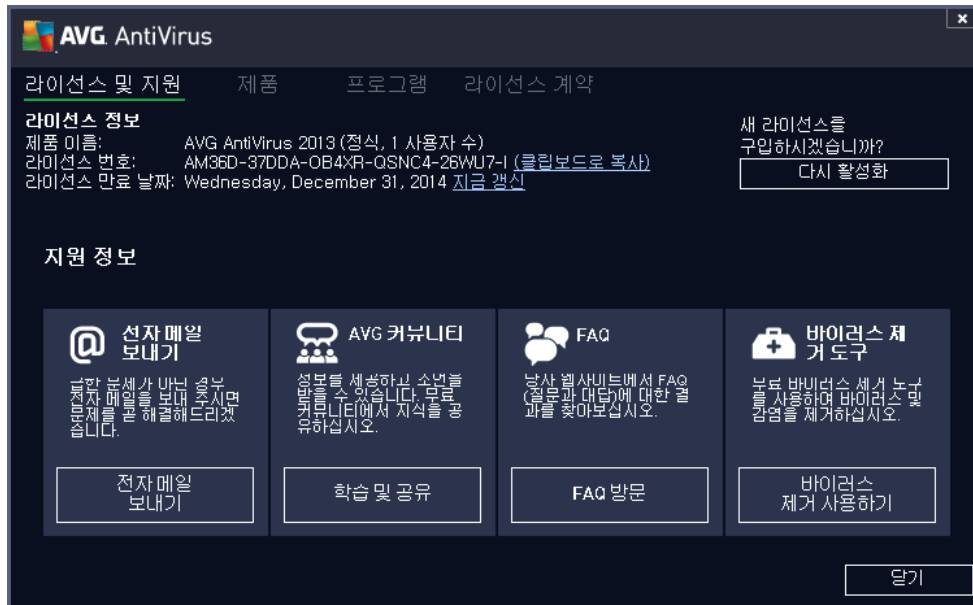 AVG. AntiVirus
라이선스 및 지원 제품 프로그램 라이선스 계약
라이선스 정보
제품 이름: AVG AntiVirus 2013 (정식, 1 사용자 수)
라이선스 번호: AM36D-37DDA-OB4XR-QSNC4-26WU7-I (클립보드로 복사)
라이선스 만료 날짜: Wednesday, December 31, 2014 지금 갱신
새 라이선스를
구입하시겠습니까?
다시 활성화
지원 정보
전자 메일
보내기
급한 문제가 아닌 경우
전자 메일을 보내 주시면
문제를 곧 해결해드리겠
습니다.
전자 메일
보내기
AVG 커뮤니티
정보를 제공하고 조언을
받을 수 있습니다. 무료
커뮤니티에서 지식을 공
유하십시오.
학습 및 공유
FAQ
당사 웹 사이트에서 FAQ
(질문과 대답)에 대한 결
과를 찾아보십시오.
FAQ 방문
바이러스 제
거 도구
무료 바이러스 제거 도구
를 사용하여 바이러스 및
감염을 제거하십시오.
바이러스
제거 사용하기
닫기